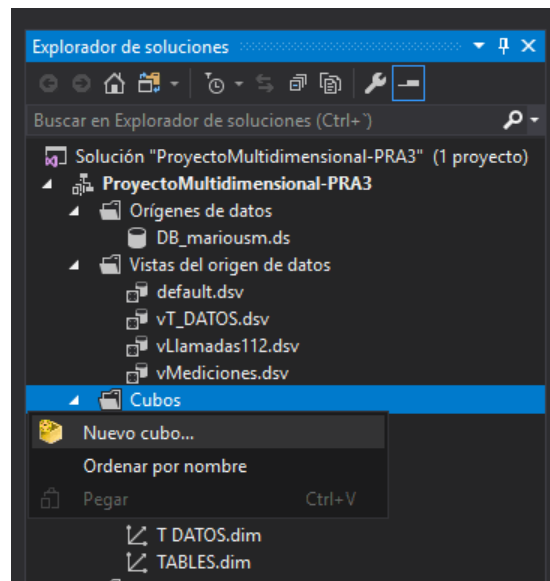 Explorador de soluciones
Buscar en Explorador de soluciones (Ctrl+`)
Solución "ProyectoMultidimensional-PRA3" (1 proyecto)
ProyectoMultidimensional-PRA3
Orígenes de datos
DB_mariousm.ds
Vistas del origen de datos
default.dsv
vT_DATOS.dsv
vLlamadas112.dsv
vMediciones.dsv
Cubos
Nuevo cubo...
Ordenar por nombre
Pegar Ctrl+V
T DATOS.dim
TABLES.dim